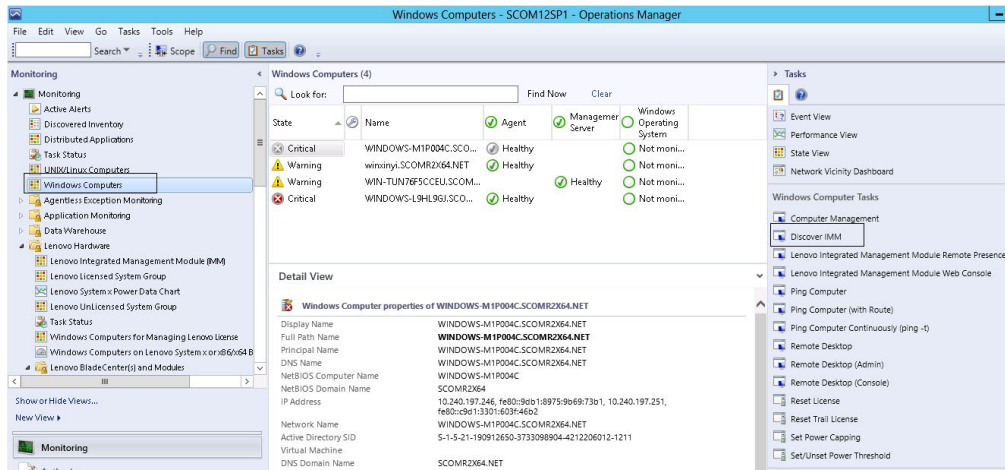 Windows Computers - SCOM12SP1 - Operations Manager
File Edit View Go Tasks Tools Help
Search Scope Find Tasks
Monitoring
Monitoring
Active Alerts
Discovered Inventory
Distributed Applications
Task Status
UNIX/Linux Computers
Windows Computers
Agentless Exception Monitoring
Application Monitoring
Data Warehouse
Lenovo Hardware
Lenovo Integrated Management Module (IMM)
Lenovo Licensed System Group
Lenovo System x Power Data Chart
Lenovo UnLicensed System Group
Task Status
Windows Computers for Managing Lenovo License
Windows Computers on Lenovo System x or x86/x64 B
Lenovo BladeCenter(s) and Modules
Show or Hide Views...
New View
Monitoring
Windows Computers (4)
Look for: Find Now Clear
State Name Agent Managemer Server Windows Operating System
Critical WINDOWS-M1P004C.SCO... Healthy Not moni...
Warning winxinyi.SCOMR2X64.NET Healthy Not moni...
Warning WIN-TUN76F5CCEU.SCOM... Healthy Not moni...
Critical WINDOWS-L9HL9GJ.SCO... Healthy Not moni...
Detail View
Windows Computer properties of WINDOWS-M1P004C.SCOMR2X64.NET
Display Name WINDOWS-M1P004C.SCOMR2X64.NET
Full Path Name WINDOWS-M1P004C.SCOMR2X64.NET
Principal Name WINDOWS-M1P004C.SCOMR2X64.NET
DNS Name WINDOWS-M1P004C.SCOMR2X64.NET
NetBIOS Computer Name WINDOWS-M1P004C
NetBIOS Domain Name SCOMR2X64
IP Address 10.240.197.246, fe80::9db1:8975:9b69:73b1, 10.240.197.251,
fe80::c9d1:3301:603f:46b2
Network Name WINDOWS-M1P004C.SCOMR2X64.NET
Active Directory SID S-1-5-21-190912650-3733098904-4212206012-1211
Virtual Machine
DNS Domain Name SCOMR2X64.NET
Tasks
Event View
Performance View
State View
Network Vicinity Dashboard
Windows Computer Tasks
Computer Management
Discover IMM
Lenovo Integrated Management Module Remote Presence
Lenovo Integrated Management Module Web Console
Ping Computer
Ping Computer (with Route)
Ping Computer Continuously (ping -t)
Remote Desktop
Remote Desktop (Admin)
Remote Desktop (Console)
Reset License
Reset Trail License
Set Power Capping
Set/Unset Power Threshold